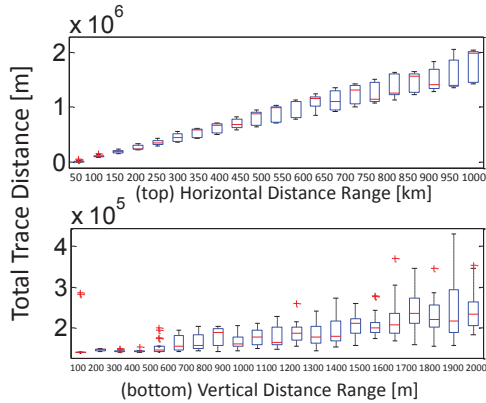 x 10^6
2
1
0
50 100 150 200 250 300 350 400 450 500 550 600 650 700 750 800 850 900 950 1000
(top) Horizontal Distance Range [km]
Total Trace Distance [m]
x 10^5
4
3
2
100 200 300 400 500 600 700 800 900 1000 1100 1200 1300 1400 1500 1600 1700 1800 1900 2000
(bottom) Vertical Distance Range [m]